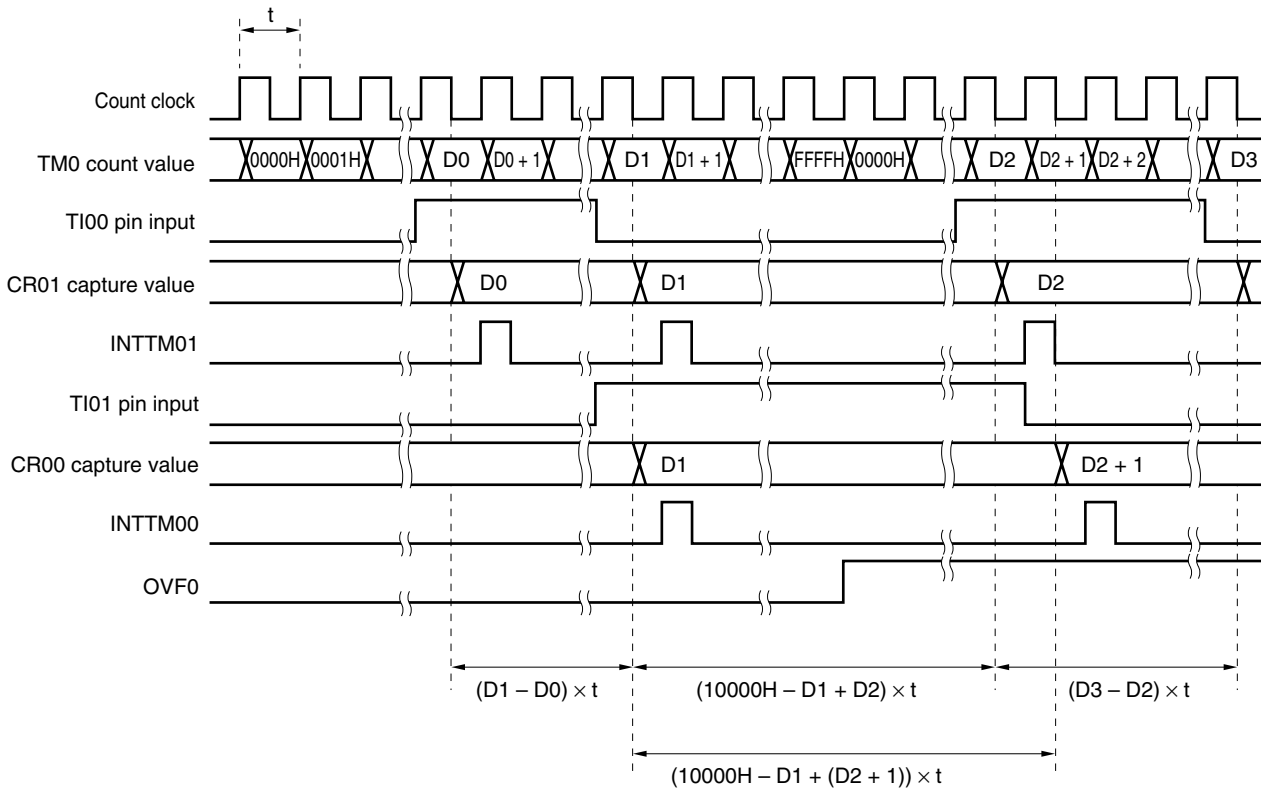 t
Count clock
TM0 count value 0000H 0001H D0 D0 + 1 D1 D1 + 1 FFFFH 0000H D2 D2 + 1 D2 + 2 D3
TI00 pin input
CR01 capture value D0 D1 D2
INTTM01
TI01 pin input
CR00 capture value D1 D2 + 1
INTTM00
OVF0
(D1 – D0) × t (10000H – D1 + D2) × t (D3 – D2) × t
(10000H – D1 + (D2 + 1)) × t